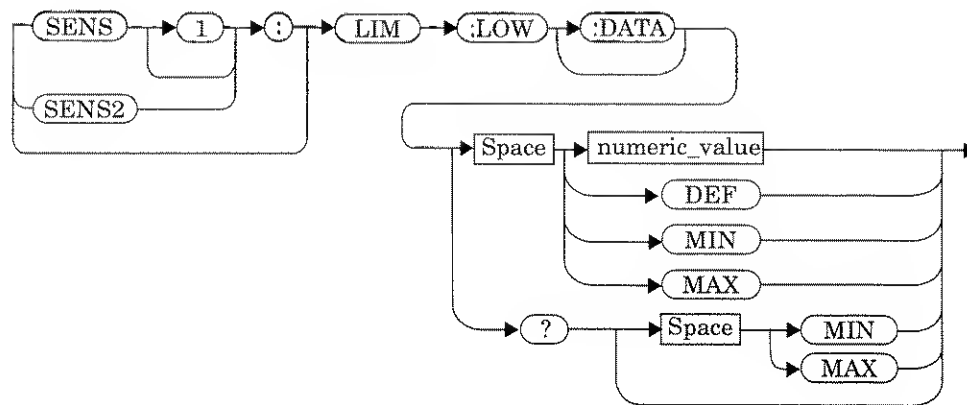 SENS 1 : LIM :LOW :DATA
SENS2
Space numeric_value
DEF
MIN
MAX
? Space MIN
MAX